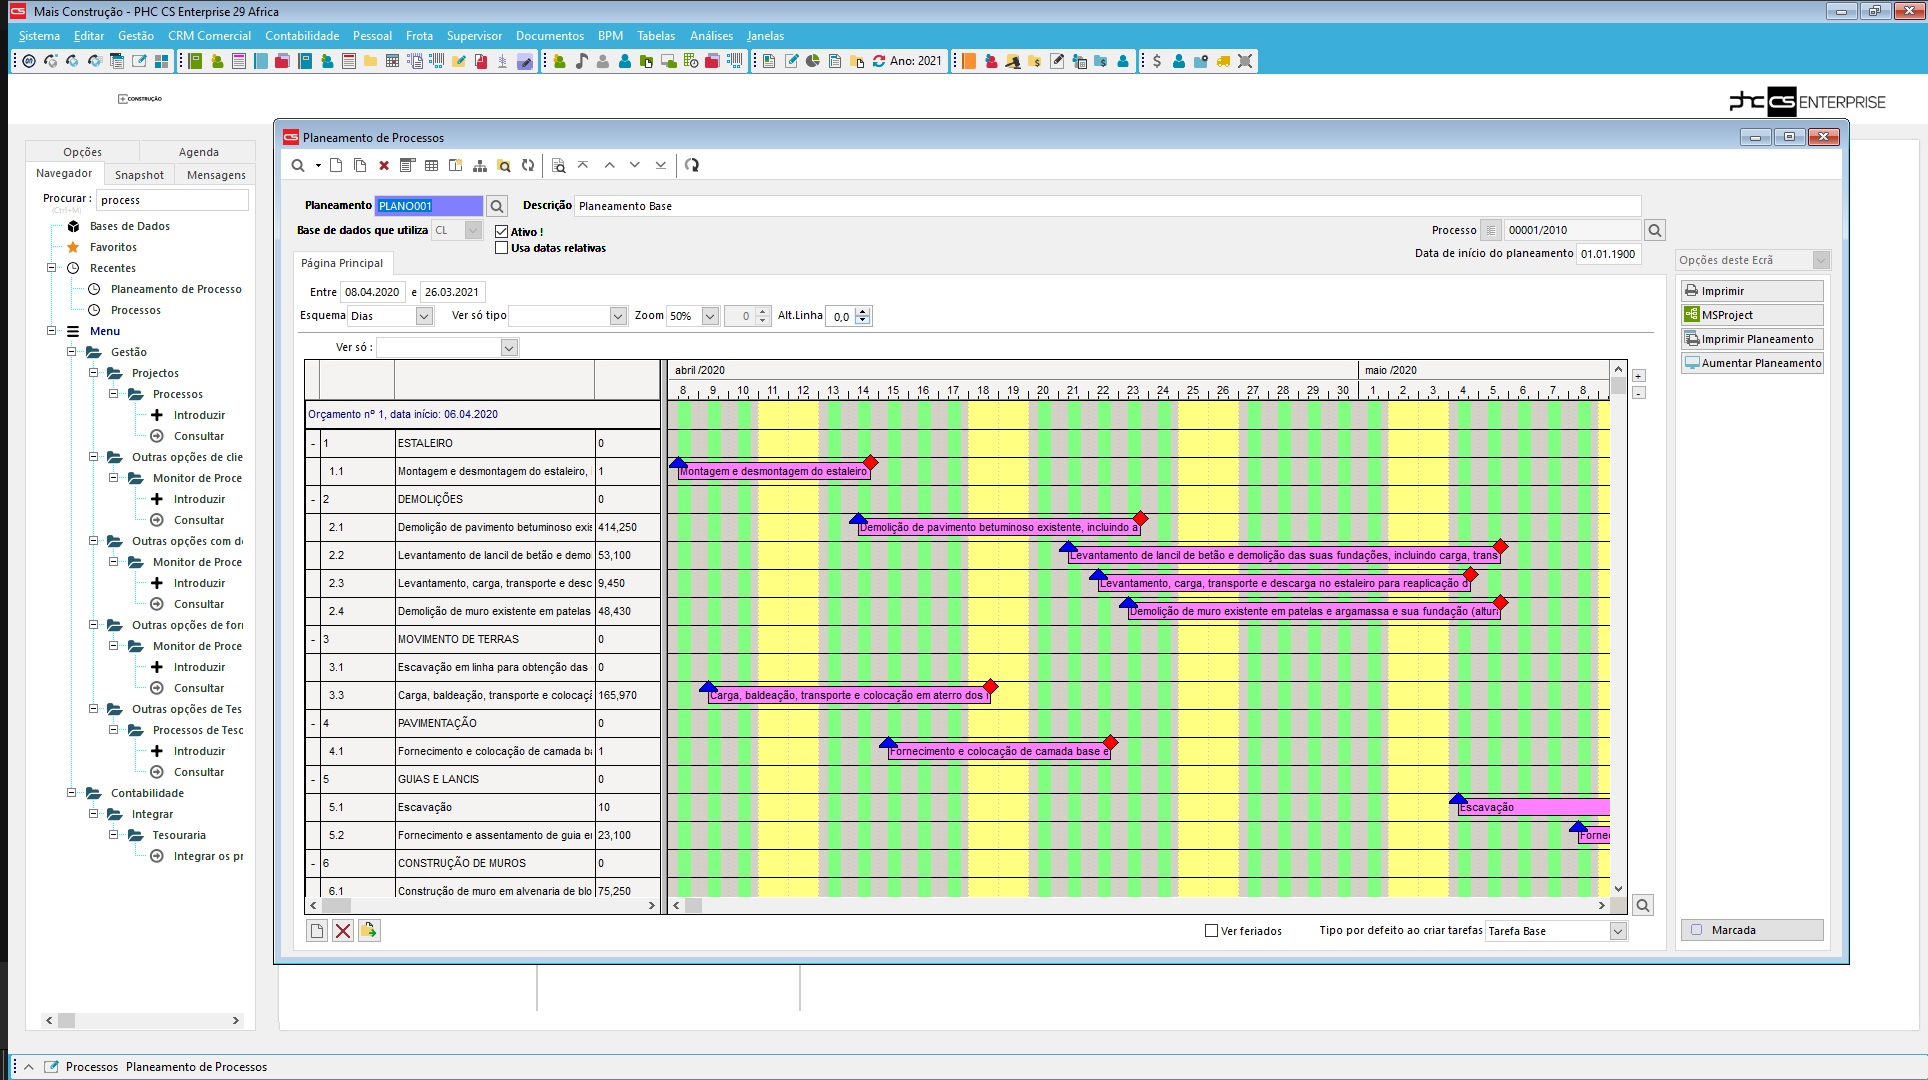 Mais Construção - PHC CS Enterprise 29 Africa
Sistema Editar Gestão CRM Comercial Contabilidade Pessoal Frota Supervisor Documentos BPM Tabelas Análises Janelas
Ano: 2021
CONSTRUÇÃO
phc CS ENTERPRISE
Opções Agenda
Navegador Snapshot Mensagens
Procurar : process
(Ctrl+M)
Bases de Dados
Favoritos
Recentes
Planeamento de Processo
Processos
Menu
Gestão
Projectos
Processos
Introduzir
Consultar
Outras opções de clie
Monitor de Proce
Introduzir
Consultar
Outras opções com de
Monitor de Proce
Introduzir
Consultar
Outras opções de forr
Monitor de Proce
Introduzir
Consultar
Outras opções de Tes
Processos de Tesc
Introduzir
Consultar
Contabilidade
Integrar
Tesouraria
Integrar os pr
Planeamento de Processos
Planeamento PLANO001 Descrição Planeamento Base
Base de dados que utiliza CL Ativo ! Processo 00001/2010
Usa datas relativas Data de início do planeamento 01.01.1900
Página Principal
Opções deste Ecrã
Imprimir
MSProject
Imprimir Planeamento
Aumentar Planeamento
Marcada
Entre 08.04.2020 e 26.03.2021
Esquema Dias Ver só tipo Zoom 50% 0 Alt.Linha 0,0
Ver só :
abril /2020 maio /2020
8 9 10 11 12 13 14 15 16 17 18 19 20 21 22 23 24 25 26 27 28 29 30 1 2 3 4 5 6 7 8
Orçamento nº 1, data início: 06.04.2020
- 1 ESTALEIRO 0
1.1 Montagem e desmontagem do estaleiro, 1 Montagem e desmontagem do estaleiro
- 2 DEMOLIÇÕES 0
2.1 Demolição de pavimento betuminoso exis 414,250 Demolição de pavimento betuminoso existente, incluindo a
2.2 Levantamento de lancil de betão e demo 53,100 Levantamento de lancil de betão e demolição das suas fundações, incluindo carga, trans
2.3 Levantamento, carga, transporte e desc 9,450 Levantamento, carga, transporte e descarga no estaleiro para reaplicação d
2.4 Demolição de muro existente em patelas 48,430 Demolição de muro existente em patelas e argamassa e sua fundação (altura
- 3 MOVIMENTO DE TERRAS 0
3.1 Escavação em linha para obtenção das 0
3.3 Carga, baldeação, transporte e colocaçã 165,970 Carga, baldeação, transporte e colocação em aterro dos
- 4 PAVIMENTAÇÃO 0
4.1 Fornecimento e colocação de camada ba 1 Fornecimento e colocação de camada base e
- 5 GUIAS E LANCIS 0
5.1 Escavação 10 Escavação
5.2 Fornecimento e assentamento de guia er 23,100 Forne
- 6 CONSTRUÇÃO DE MUROS 0
6.1 Construção de muro em alvenaria de blo 75,250
Ver feriados Tipo por defeito ao criar tarefas Tarefa Base
Processos Planeamento de Processos